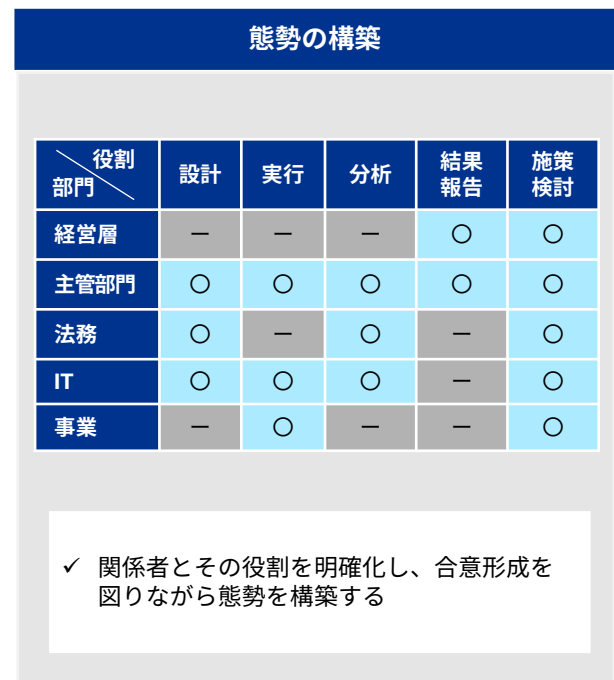 態勢の構築
役割
部門
設計 実行 分析 結果報告 施策検討
経営層 ー ー ー 〇 〇
主管部門 〇 〇 〇 〇 〇
法務 〇 ー 〇 ー 〇
IT 〇 〇 〇 ー 〇
事業 ー 〇 ー ー 〇
✓ 関係者とその役割を明確化し、合意形成を
図りながら態勢を構築する